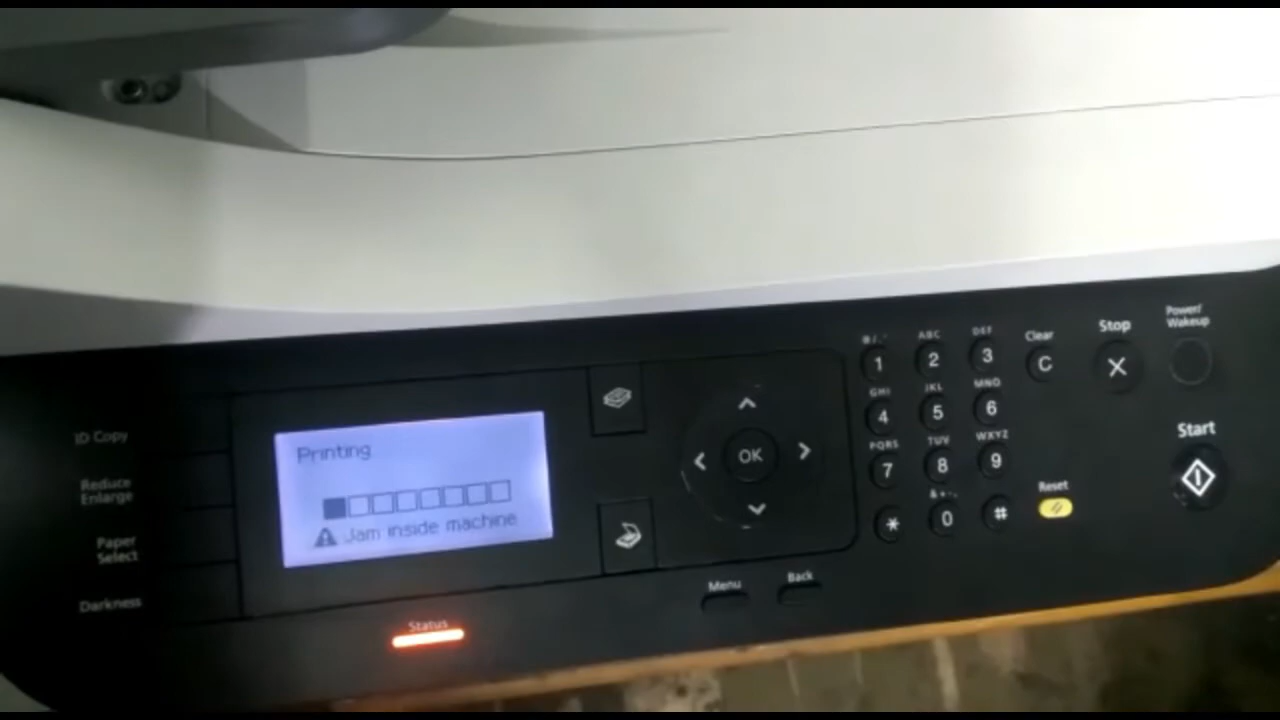 ID Copy
Reduce
Enlarge
Paper
Select
Darkness
Printing
Jam inside machine
Status
OK
Menu
Back
@/.
1
ABC
2
DEF
3
GHI
4
JKL
5
MNO
6
PQRS
7
TUV
8
WXYZ
9
*
0
#
Clear
C
Stop
Power/
Wakeup
Reset
Start